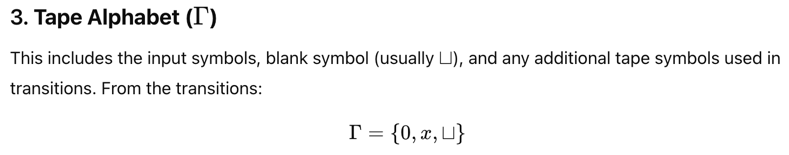 3. Tape Alphabet (Γ)
This includes the input symbols, blank symbol (usually ⊔), and any additional tape symbols used in
transitions. From the transitions:
Γ = {0, x, ⊔}